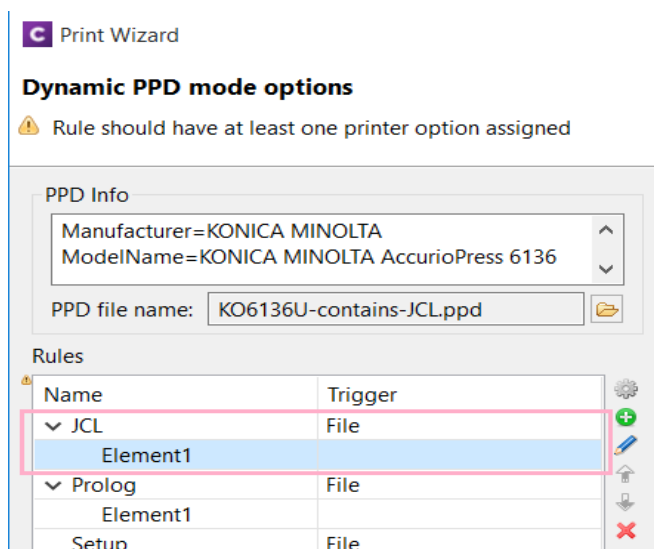 C Print Wizard
Dynamic PPD mode options
Rule should have at least one printer option assigned
PPD Info
Manufacturer=KONICA MINOLTA
ModelName=KONICA MINOLTA AccurioPress 6136
PPD file name: KO6136U-contains-JCL.ppd
Rules
Name Trigger
JCL File
Element1
Prolog File
Element1
Setup File